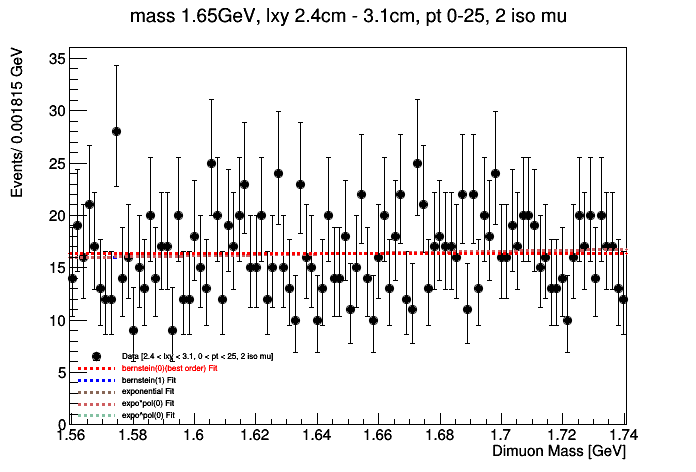 mass 1.65GeV, lxy 2.4cm - 3.1cm, pt 0-25, 2 iso mu
Events/ 0.001815 GeV
35
30
25
20
15
10
5
0
Data [2.4 < lxy < 3.1, 0 < pt < 25, 2 iso mu]
bernstein(0)(best order) Fit
bernstein(1) Fit
exponential Fit
expo*pol(0) Fit
expo^pol(0) Fit
1.56 1.58 1.6 1.62 1.64 1.66 1.68 1.7 1.72 1.74
Dimuon Mass [GeV]